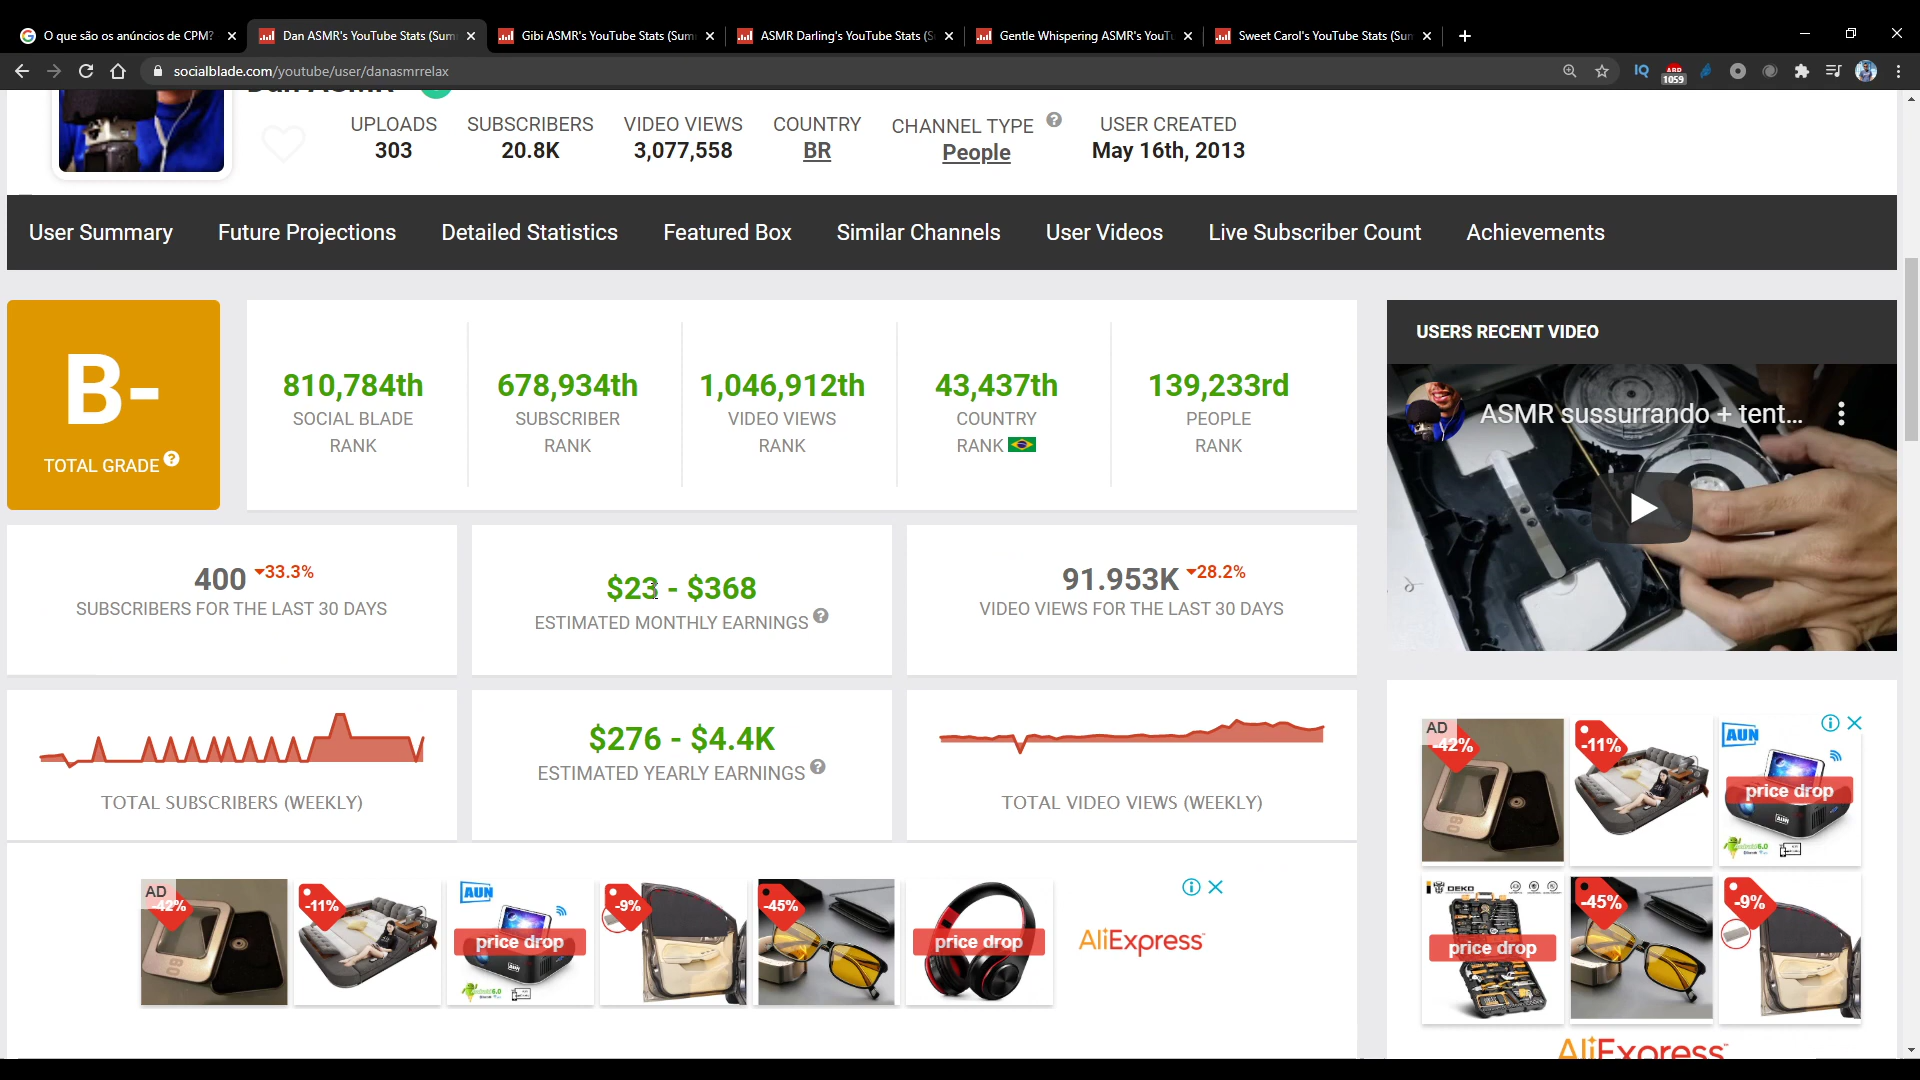 O que são os anúncios de CPM?
Dan ASMR's YouTube Stats (Sum
Gibi ASMR's YouTube Stats (Sum
ASMR Darling's YouTube Stats (S
Gentle Whispering ASMR's YouTu
Sweet Carol's YouTube Stats (Sun
socialblade.com/youtube/user/danasmrrelax
IQ
ABP
1059
Dan ASMR
UPLOADS
303
SUBSCRIBERS
20.8K
VIDEO VIEWS
3,077,558
COUNTRY
BR
CHANNEL TYPE
People
USER CREATED
May 16th, 2013
User Summary
Future Projections
Detailed Statistics
Featured Box
Similar Channels
User Videos
Live Subscriber Count
Achievements
B-
TOTAL GRADE
810,784th
SOCIAL BLADE
RANK
678,934th
SUBSCRIBER
RANK
1,046,912th
VIDEO VIEWS
RANK
43,437th
COUNTRY
RANK
139,233rd
PEOPLE
RANK
USERS RECENT VIDEO
ASMR sussurrando + tent...
400 33.3%
SUBSCRIBERS FOR THE LAST 30 DAYS
$23 - $368
ESTIMATED MONTHLY EARNINGS
91.953K 28.2%
VIDEO VIEWS FOR THE LAST 30 DAYS
TOTAL SUBSCRIBERS (WEEKLY)
$276 - $4.4K
ESTIMATED YEARLY EARNINGS
TOTAL VIDEO VIEWS (WEEKLY)
AD
-42%
-11%
AUN
price drop
-9%
-45%
price drop
AliExpress
AD
-42%
-11%
AUN
price drop
DEKO
price drop
-45%
-9%
AliExpress